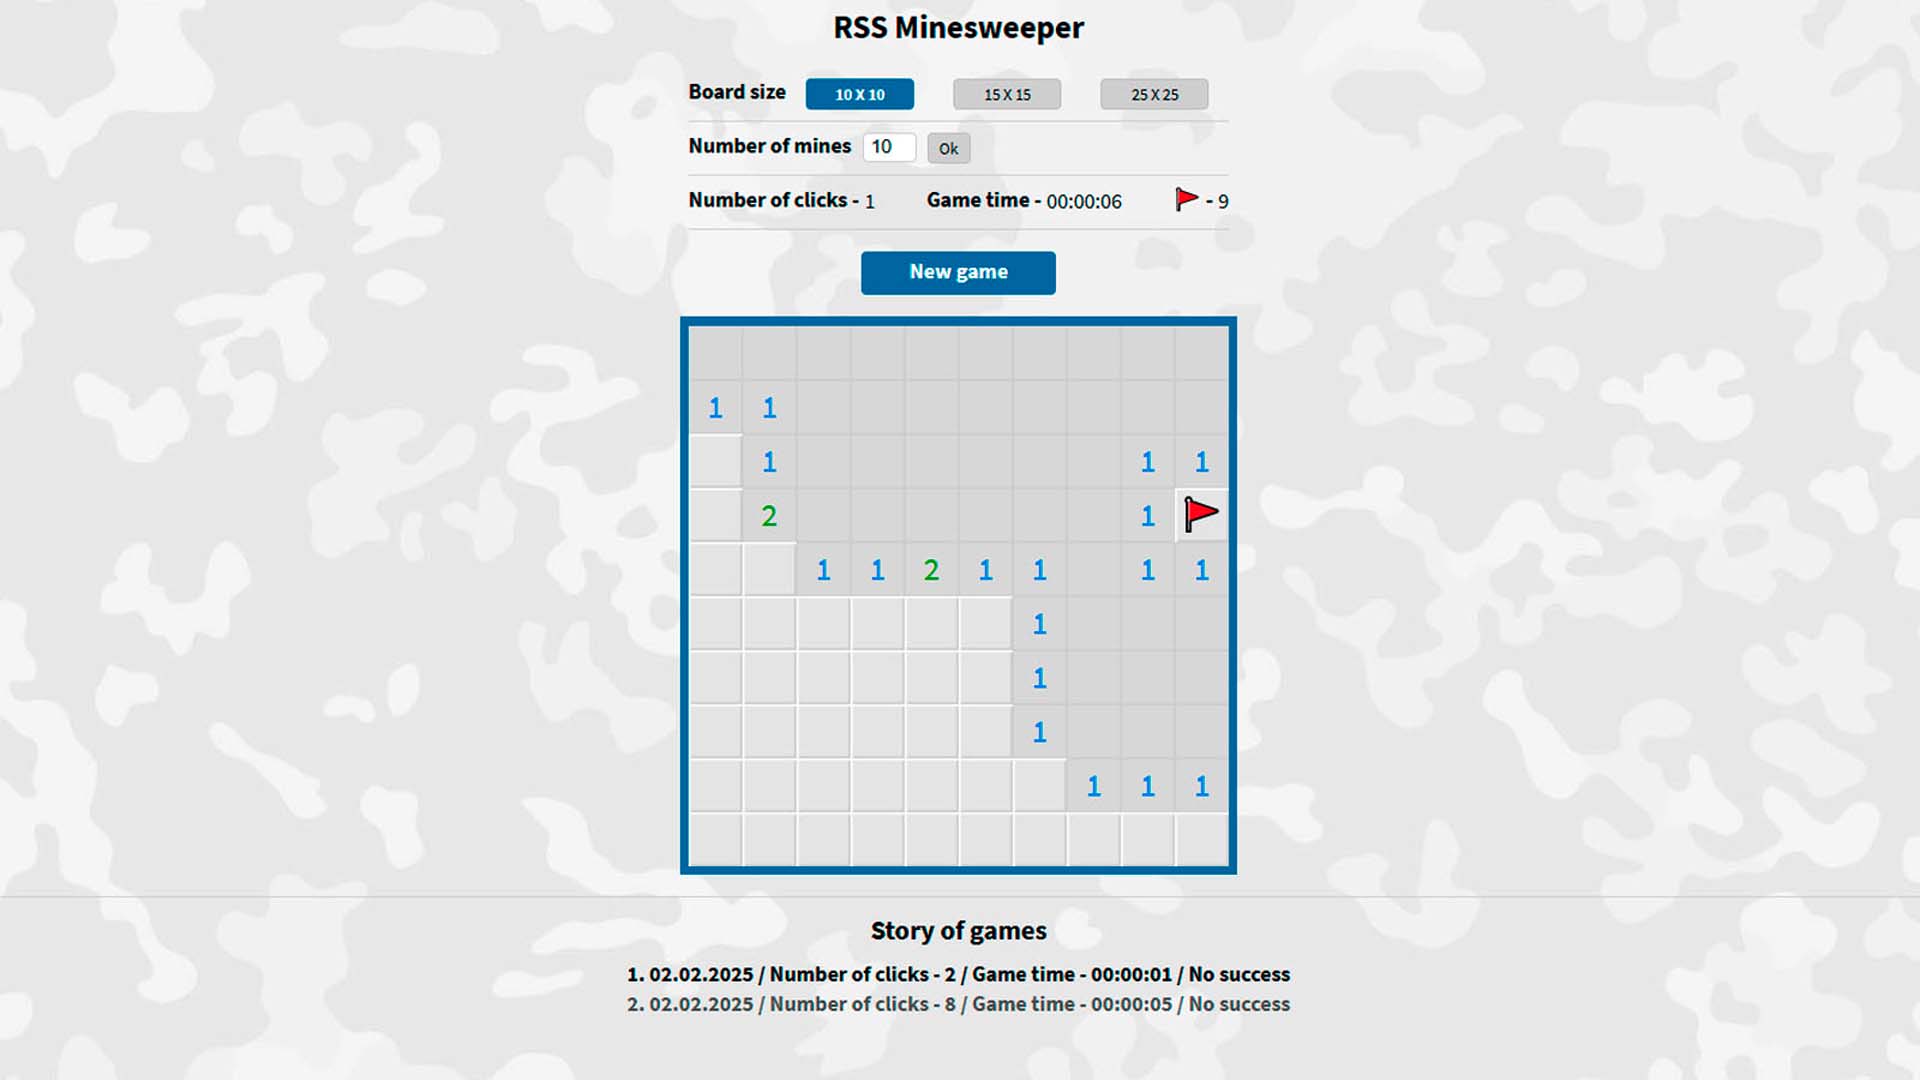 RSS Minesweeper
Board size 10 X 10 15 X 15 25 X 25
Number of mines 10 Ok
Number of clicks - 1 Game time - 00:00:06 - 9
New game
1 1
1 1 1
2 1
1 1 2 1 1 1 1
1
1
1
1 1 1
Story of games
1. 02.02.2025 / Number of clicks - 2 / Game time - 00:00:01 / No success
2. 02.02.2025 / Number of clicks - 8 / Game time - 00:00:05 / No success